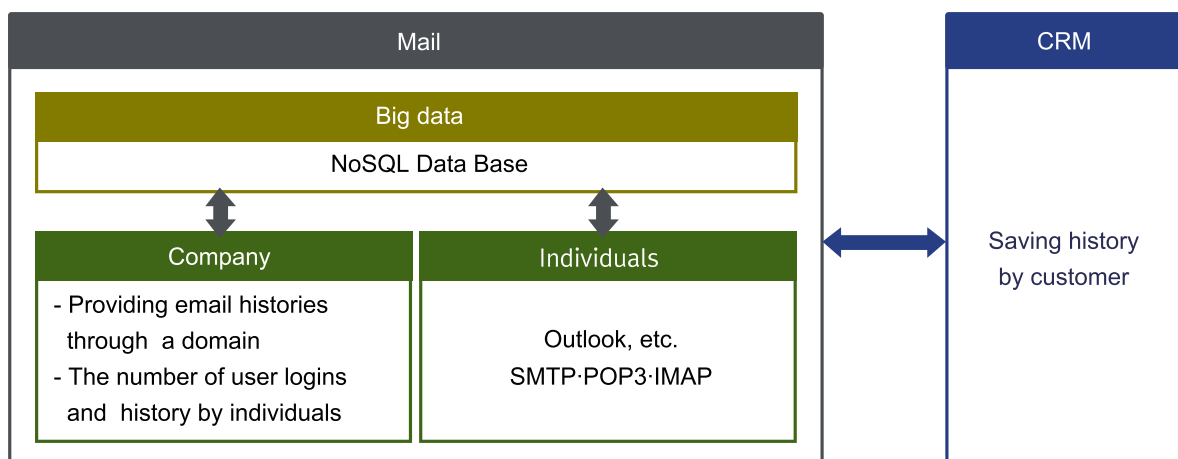 Mail
CRM
Big data
NoSQL Data Base
Company
- Providing email histories
through a domain
- The number of user logins
and history by individuals
Individuals
Outlook, etc.
SMTP·POP3·IMAP
Saving history
by customer